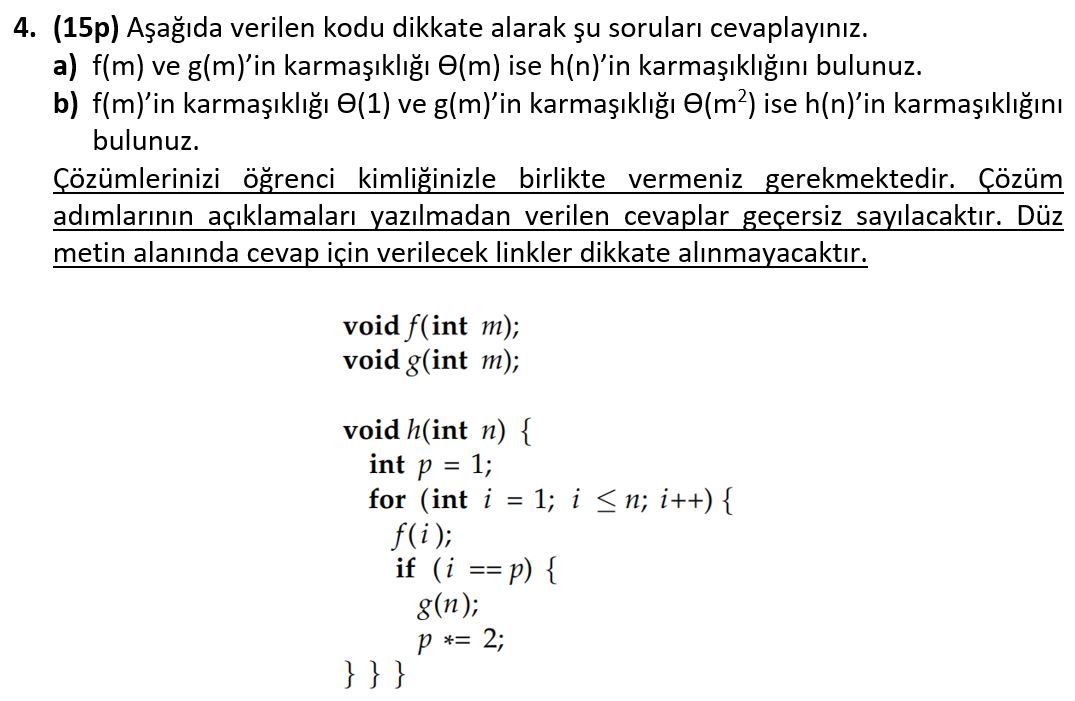 4. (15p) Aşağıda verilen kodu dikkate alarak şu soruları cevaplayınız.
a) f(m) ve g(m)’in karmaşıklığı Ɵ(m) ise h(n)’in karmaşıklığını bulunuz.
b) f(m)’in karmaşıklığı Ɵ(1) ve g(m)’in karmaşıklığı Ɵ(m²) ise h(n)’in karmaşıklığını
bulunuz.
Çözümlerinizi öğrenci kimliğinizle birlikte vermeniz gerekmektedir. Çözüm
adımlarının açıklamaları yazılmadan verilen cevaplar geçersiz sayılacaktır. Düz
metin alanında cevap için verilecek linkler dikkate alınmayacaktır.
void f(int m);
void g(int m);
void h(int n) {
int p = 1;
for (int i = 1; i ≤ n; i++) {
f(i);
if (i == p) {
g(n);
p *= 2;
} } }